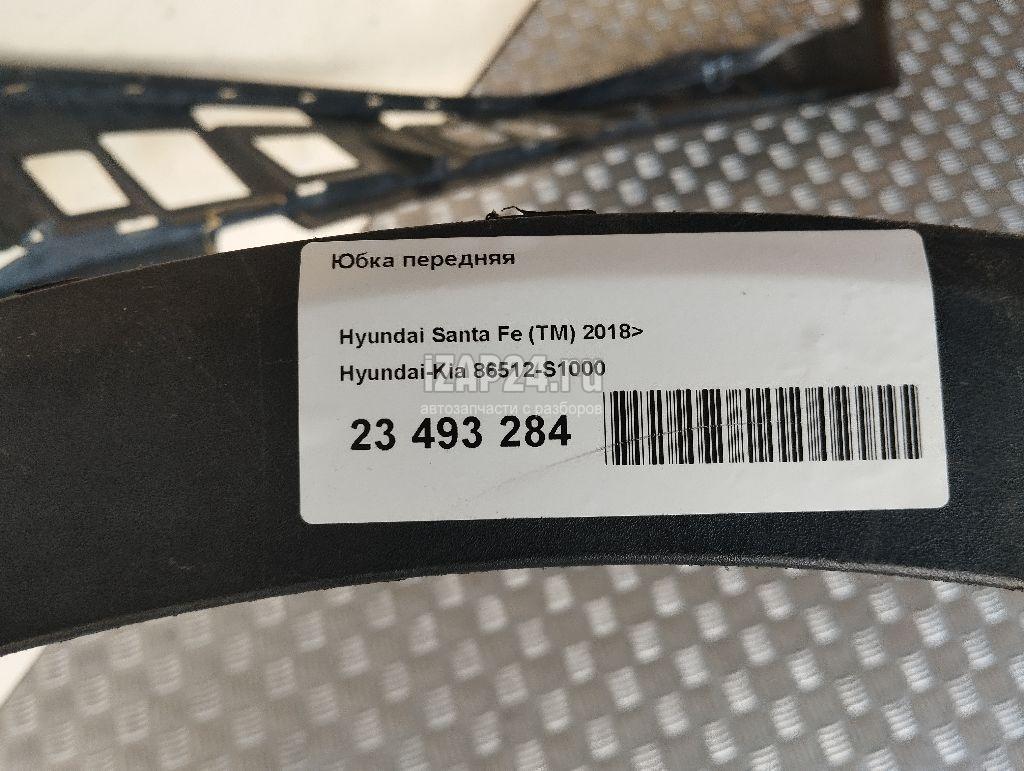 Юбка передняя
Hyundai Santa Fe (TM) 2018>
Hyundai-Kia 86512-S1000
iZAP24.ru
автозапчасти с разборов
23 493 284